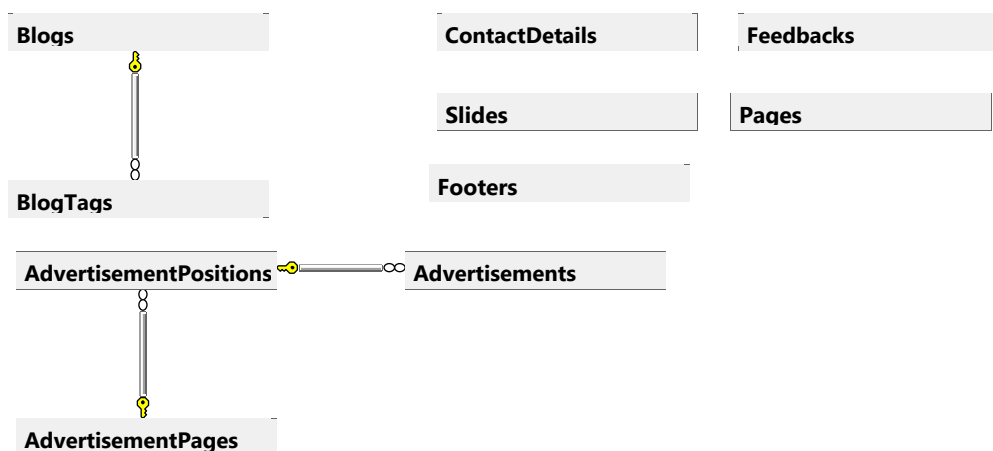 Blogs
ContactDetails
Feedbacks
Slides
Pages
Footers
BlogTags
AdvertisementPositions
Advertisements
AdvertisementPages